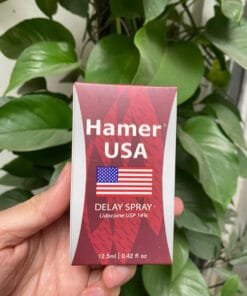 Hamer®
USA
DELAY SPRAY
Lidocaine USP 14%
12.5ml | 0.42 fl oz